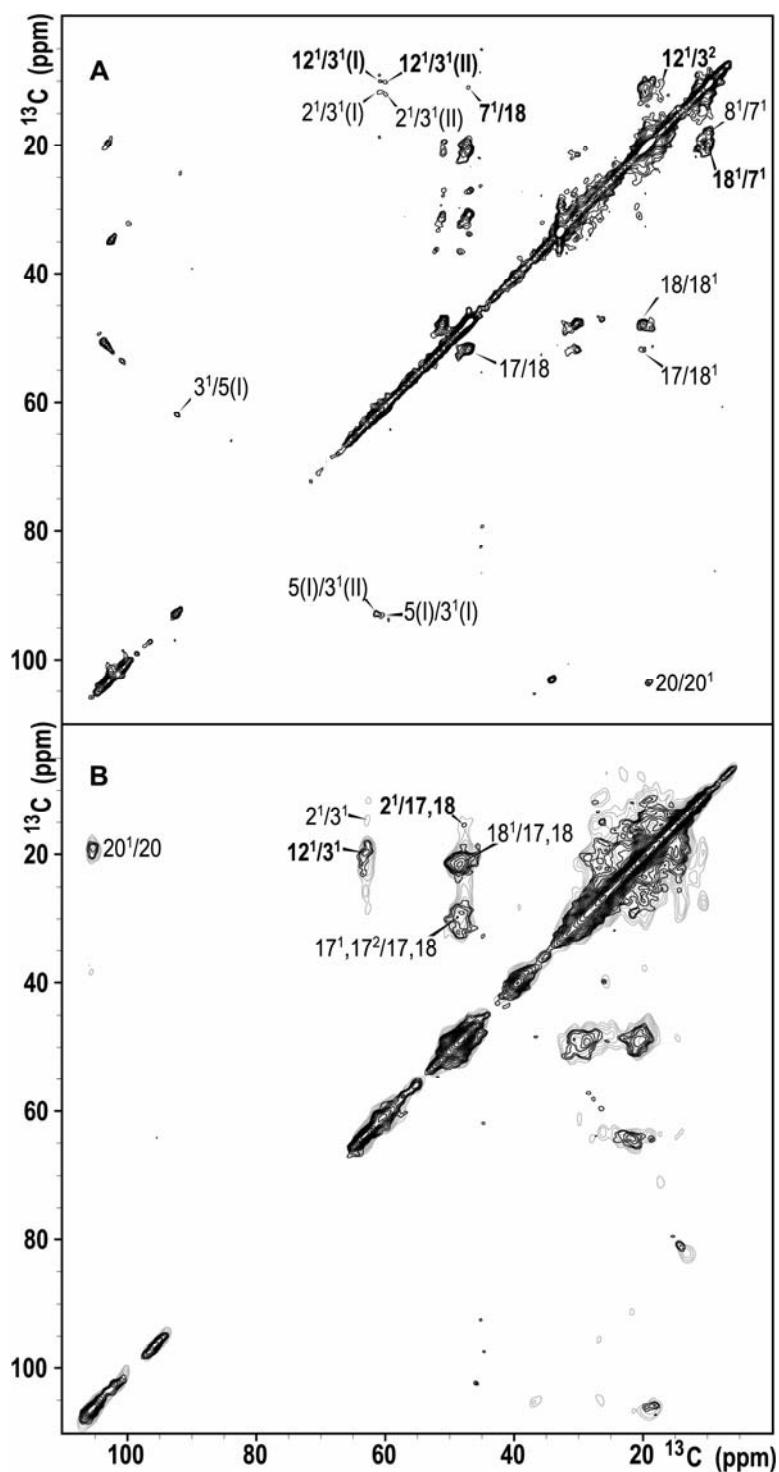 ¹³C (ppm)
A
12¹/3¹(I)
12¹/3¹(II)
12¹/3²
2¹/3¹(I)
2¹/3¹(II)
7¹/18
8¹/7¹
18¹/7¹
20
40
18/18¹
17/18
17/18¹
60
3¹/5(I)
80
5(I)/3¹(II)
5(I)/3¹(I)
100
20/20¹
¹³C (ppm)
B
2¹/3¹
2¹/17,18
20
20¹/20
12¹/3¹
18¹/17,18
17¹,17²/17,18
40
60
80
100
100 80 60 40 20 ¹³C (ppm)